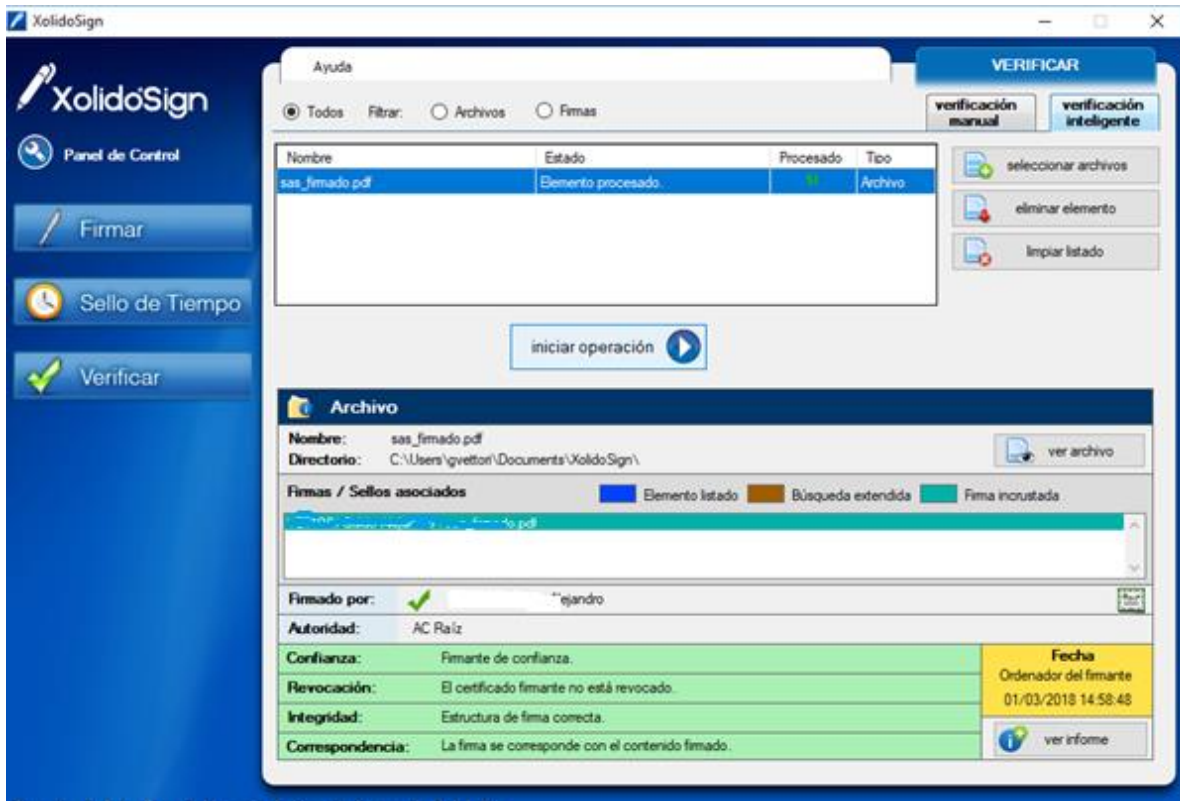 XolidoSign
XolidoSign
Panel de Control
Firmar
Sello de Tiempo
Verificar
Ayuda
VERIFICAR
Todos Filtrar: Archivos Firmas
verificación manual
verificación inteligente
Nombre Estado Procesado Tipo
sas_firmado.pdf Elemento procesado. SI Archivo
seleccionar archivos
eliminar elemento
limpiar listado
iniciar operación
Archivo
Nombre: sas_firmado.pdf
Directorio: C:\Users\gvettori\Documents\XolidoSign\
ver archivo
Firmas / Sellos asociados Elemento listado Búsqueda extendida Firma incrustada
_firmado.pdf
Firmado por: ejandro
Autoridad: AC Raíz
Confianza: Firmante de confianza.
Revocación: El certificado firmante no está revocado.
Integridad: Estructura de firma correcta.
Correspondencia: La firma se corresponde con el contenido firmado.
Fecha
Ordenador del firmante
01/03/2018 14:58:48
ver informe